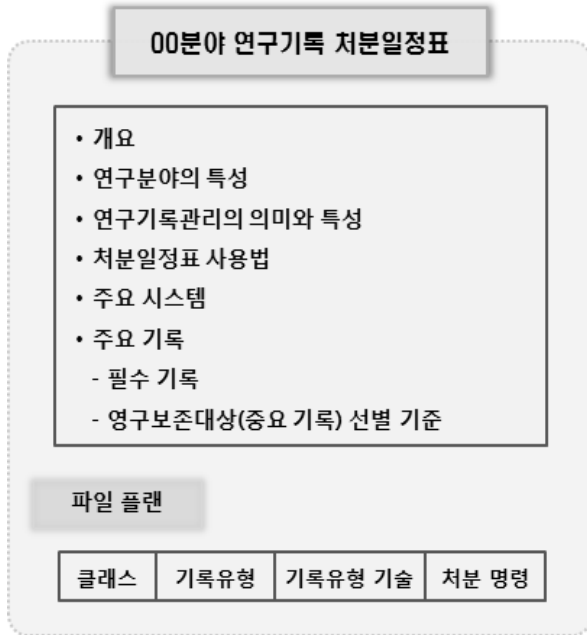 00분야 연구기록 처분일정표
• 개요
• 연구분야의 특성
• 연구기록관리의 의미와 특성
• 처분일정표 사용법
• 주요 시스템
• 주요 기록
- 필수 기록
- 영구보존대상(중요 기록) 선별 기준
파일 플랜
클래스 기록유형 기록유형 기술 처분 명령